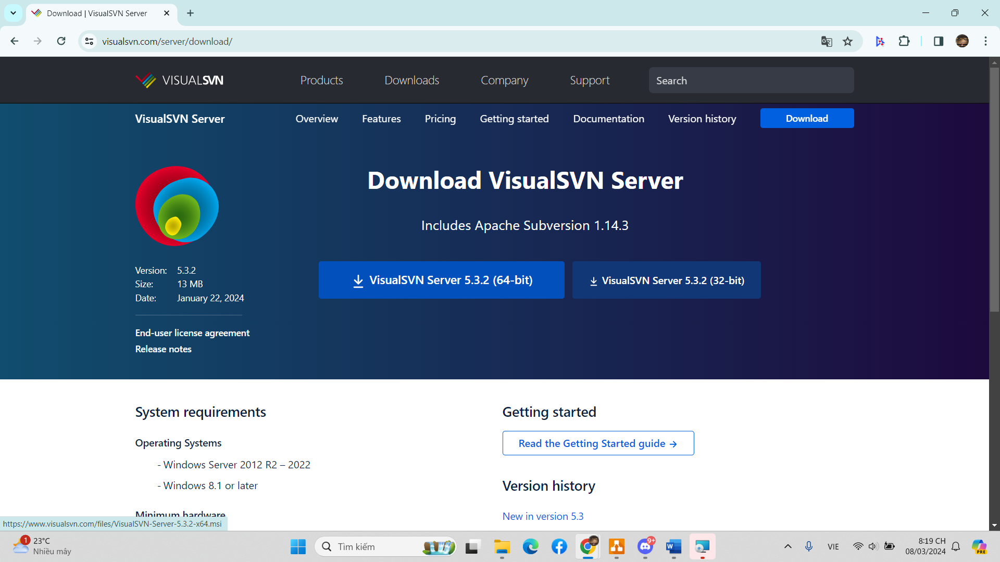 Download | VisualSVN Server
visualsvn.com/server/download/
VISUALSVN
Products
Downloads
Company
Support
Search
VisualSVN Server
Overview
Features
Pricing
Getting started
Documentation
Version history
Download
Download VisualSVN Server
Includes Apache Subversion 1.14.3
VisualSVN Server 5.3.2 (64-bit)
VisualSVN Server 5.3.2 (32-bit)
Version: 5.3.2
Size: 13 MB
Date: January 22, 2024
End-user license agreement
Release notes
System requirements
Operating Systems
- Windows Server 2012 R2 – 2022
- Windows 8.1 or later
Minimum hardware
Getting started
Read the Getting Started guide →
Version history
New in version 5.3
https://www.visualsvn.com/files/VisualSVN-Server-5.3.2-x64.msi
1
23°C
Nhiều mây
Tìm kiếm
9+
W
VIE
8:19 CH
08/03/2024
PRE